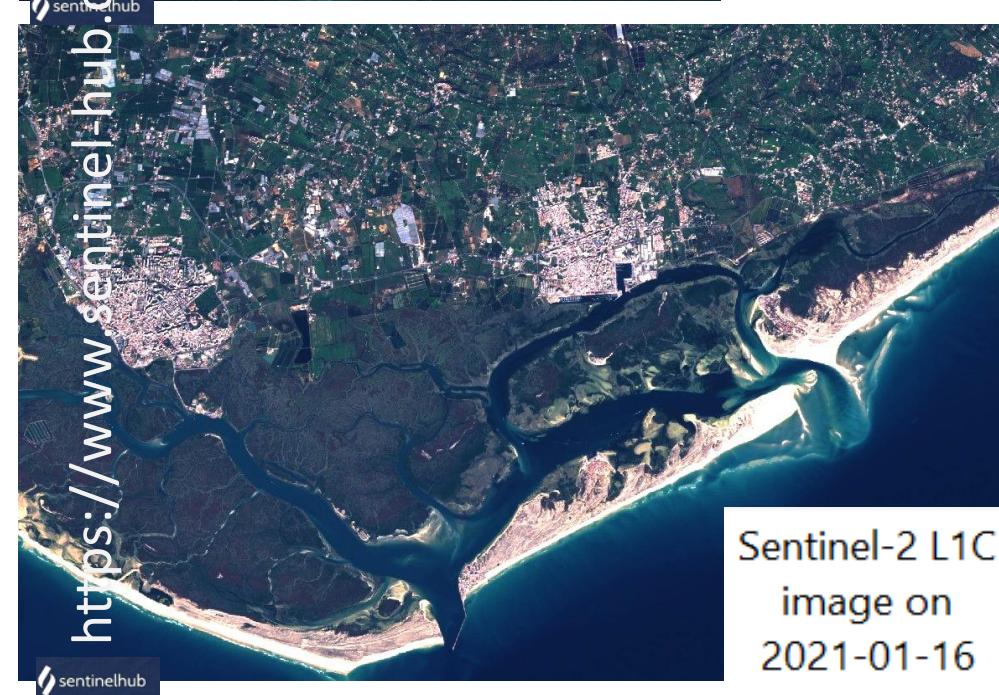 sentinelhub
https://www.sentinel-hub.
Sentinel-2 L1C
image on
2021-01-16
sentinelhub